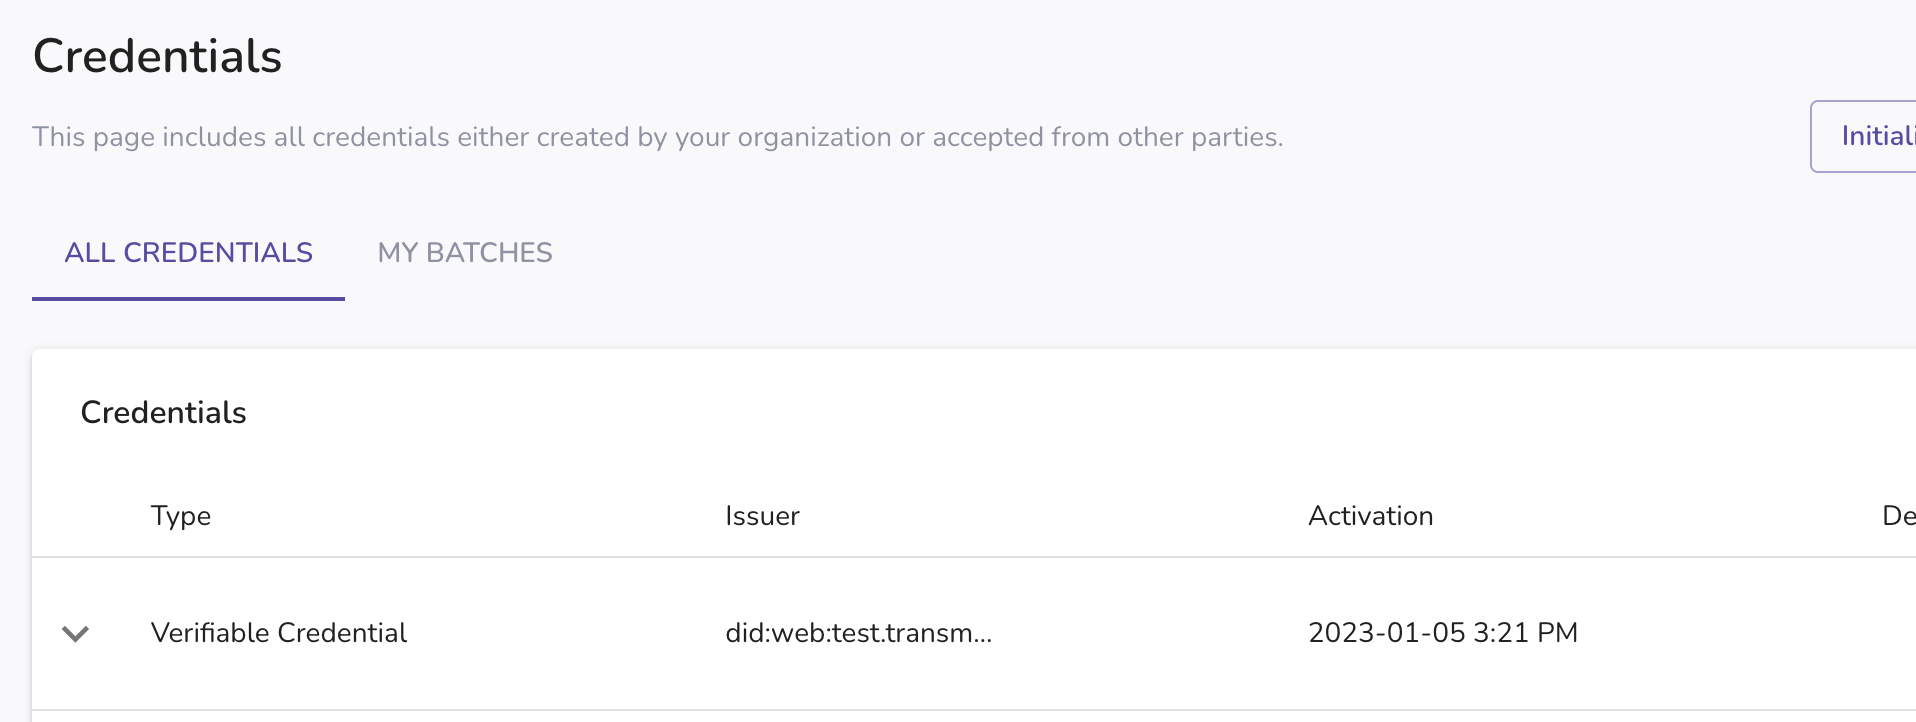 Credentials
This page includes all credentials either created by your organization or accepted from other parties.
Initiali
ALL CREDENTIALS MY BATCHES
Credentials
Type Issuer Activation De
Verifiable Credential did:web:test.transm... 2023-01-05 3:21 PM